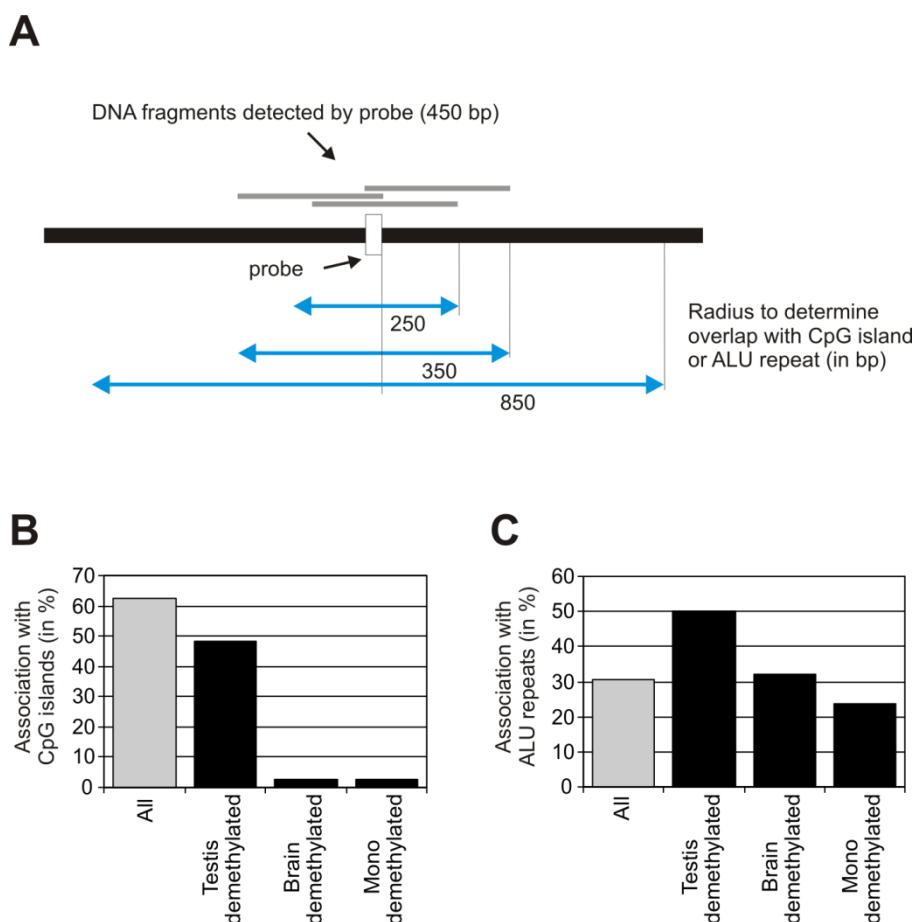 A
DNA fragments detected by probe (450 bp)
probe
250
350
850
Radius to determine
overlap with CpG island
or ALU repeat (in bp)
B
Association with
CpG islands (in %)
70
60
50
40
30
20
10
0
All
Testis
demethylated
Brain
demethylated
Mono
demethylated
C
Association with
ALU repeats (in %)
60
50
40
30
20
10
0
All
Testis
demethylated
Brain
demethylated
Mono
demethylated